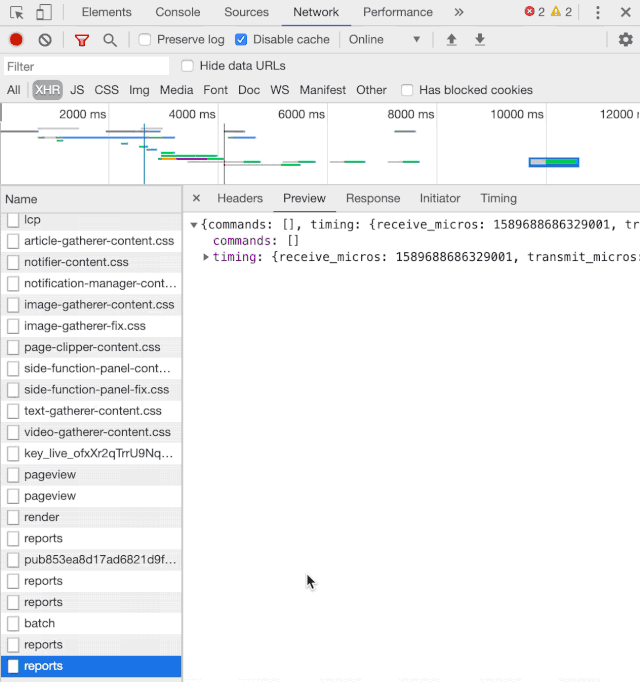 Elements Console Sources Network Performance » 2 2
Preserve log Disable cache Online
Filter Hide data URLs
All XHR JS CSS Img Media Font Doc WS Manifest Other Has blocked cookies
2000 ms 4000 ms 6000 ms 8000 ms 10000 ms 12000
Name × Headers Preview Response Initiator Timing
lcp
article-gatherer-content.css
notifier-content.css
notification-manager-cont…
image-gatherer-content.css
image-gatherer-fix.css
page-clipper-content.css
side-function-panel-cont…
side-function-panel-fix.css
text-gatherer-content.css
video-gatherer-content.css
key_live_ofxXr2qTrrU9Nq…
pageview
pageview
render
reports
pub853ea8d17ad6821d9f…
reports
reports
batch
reports
reports
▼{commands: [], timing: {receive_micros: 1589688686329001, tr
commands: []
▶timing: {receive_micros: 1589688686329001, transmit_micros: